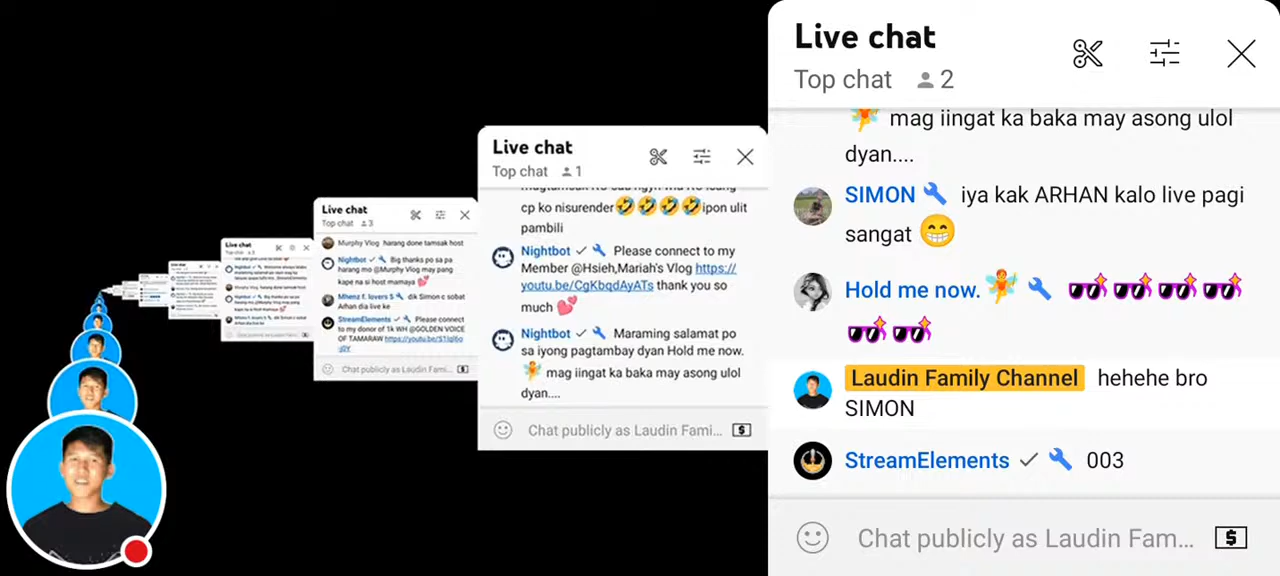 Live chat
Top chat 2
mag iingat ka baka may asong ulol
dyan....
SIMON iya kak ARHAN kalo live pagi
sangat
Hold me now.
Laudin Family Channel hehehe bro
SIMON
StreamElements 003
Chat publicly as Laudin Fam...
Live chat
Top chat 1
cp ko nisurender ipon ulit
pambili
Nightbot Please connect to my
Member @Hsieh,Mariah's Vlog https://
youtu.be/CgKbqdAyATs thank you so
much
Nightbot Maraming salamat po
sa iyong pagtambay dyan Hold me now.
mag iingat ka baka may asong ulol
dyan....
Chat publicly as Laudin Fami...
Live chat
Top chat 3
Murphy Vlog harang done tamsak host
Nightbot Big thanks po sa pa
harang mo @Murphy Vlog may pang
kape na si host mamaya
Mhenz f. lovers S dik Simon c sobat
Arhan dia live ke
StreamElements Please connect
to my donor of 1k WH @GOLDEN VOICE
OF TAMARAW
Chat publicly as Laudin Fami...
Live chat